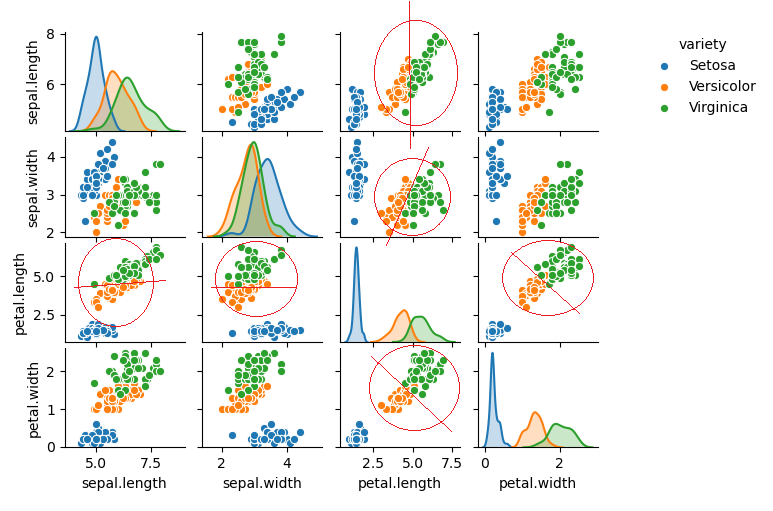 variety
Setosa
Versicolor
Virginica
sepal.length
8
6
sepal.width
4
3
2
petal.length
5.0
2.5
petal.width
2
1
0
5.0 7.5
2 4
2.5 5.0 7.5
0 2
sepal.length sepal.width petal.length petal.width